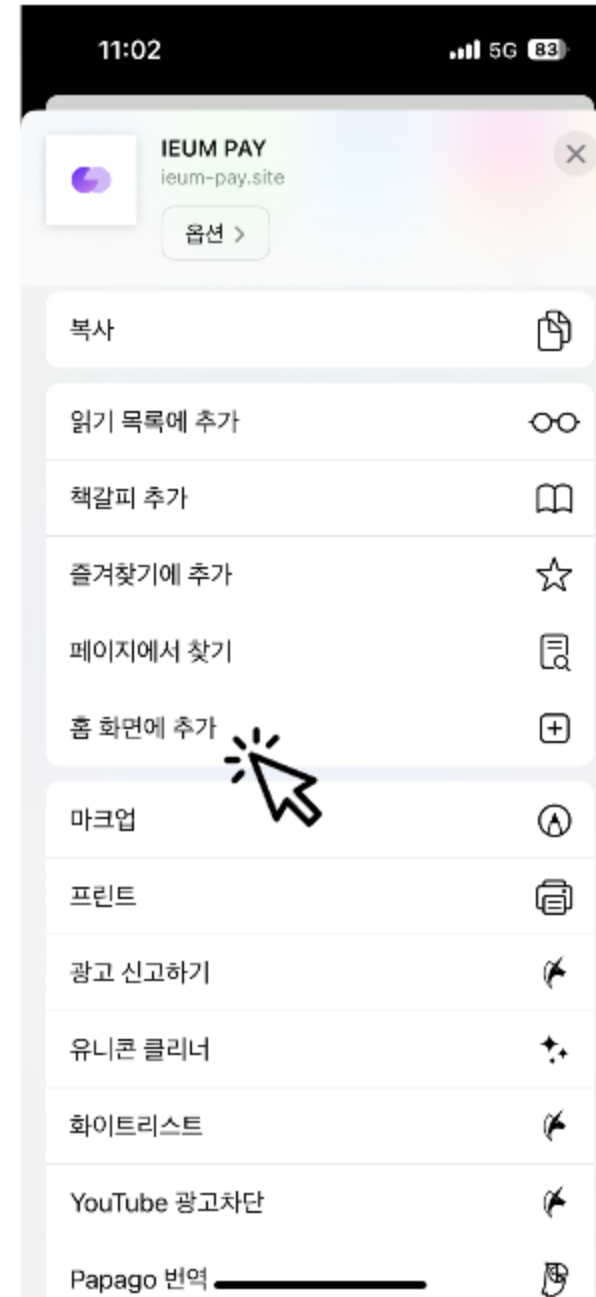 11:02
5G 83
IEUM PAY
ieum-pay.site
옵션
복사
읽기 목록에 추가
책갈피 추가
즐겨찾기에 추가
페이지에서 찾기
홈 화면에 추가
마크업
프린트
광고 신고하기
유니콘 클리너
화이트리스트
YouTube 광고차단
Papago 번역